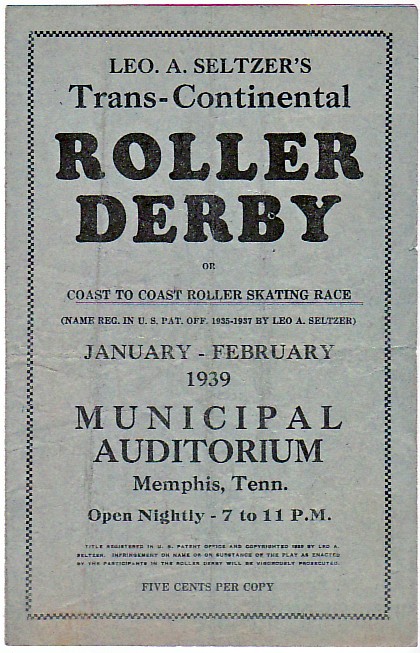 LEO. A. SELTZER'S
Trans-Continental
ROLLER
DERBY
OR
COAST TO COAST ROLLER SKATING RACE
(NAME REG. IN U. S. PAT. OFF. 1935-1937 BY LEO A. SELTZER)
JANUARY - FEBRUARY
1939
MUNICIPAL
AUDITORIUM
Memphis, Tenn.
Open Nightly - 7 to 11 P.M.
TITLE REGISTERED IN U. S. PATENT OFFICE AND COPYRIGHTED BY LEO A.
SELTZER. INFRINGEMENT ON NAME OR OR SUBSTANCE OF THE PLAY AS ENACTED
BY THE PARTICIPANTS IN THE ROLLER DERBY WILL BE VIGOROUSLY PROSECUTED.
FIVE CENTS PER COPY